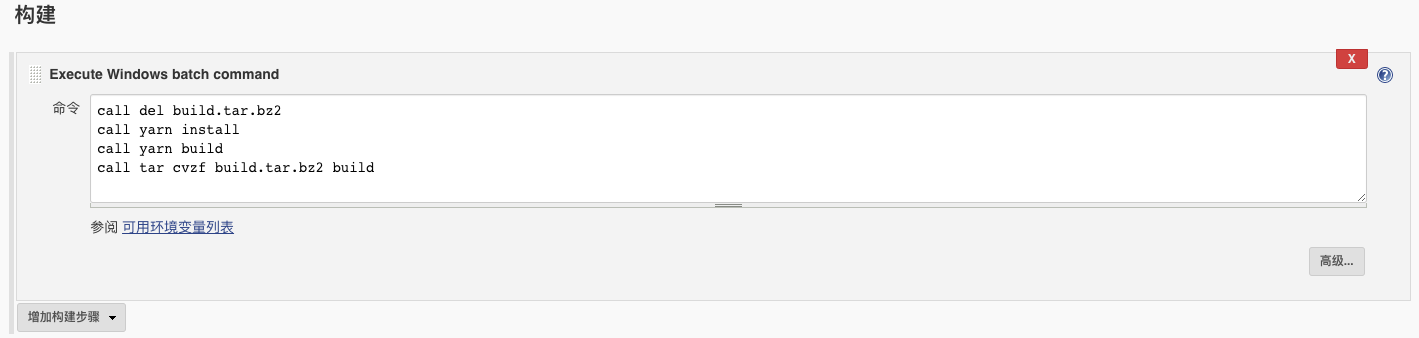 构建
X
Execute Windows batch command
?
命令
call del build.tar.bz2
call yarn install
call yarn build
call tar cvzf build.tar.bz2 build
参阅 可用环境变量列表
高级...
增加构建步骤